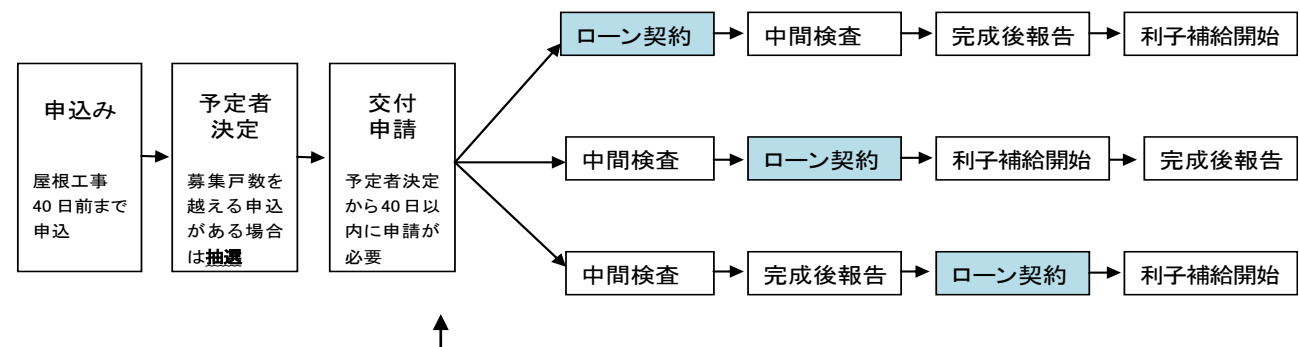 申込み
屋根工事
40日前まで
申込
予定者
決定
募集戸数を
越える申込
がある場合
は抽選
交付
申請
予定者決定
から40日以
内に申請が
必要
ローン契約
中間検査
完成後報告
利子補給開始
中間検査
ローン契約
利子補給開始
完成後報告
中間検査
完成後報告
ローン契約
利子補給開始